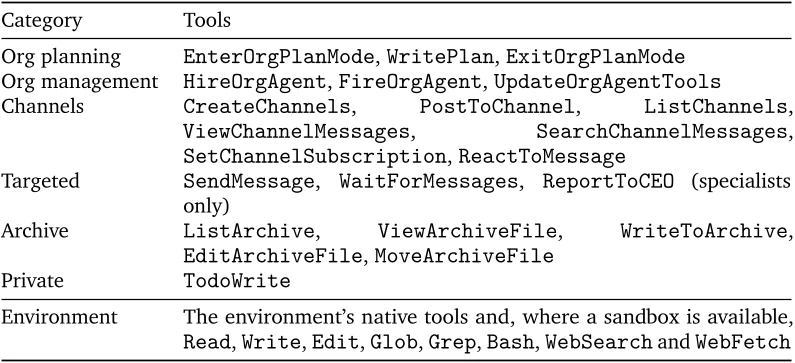 Category Tools
Org planning EnterOrgPlanMode, WritePlan, ExitOrgPlanMode
Org management HireOrgAgent, FireOrgAgent, UpdateOrgAgentTools
Channels CreateChannels, PostToChannel, ListChannels,
ViewChannelMessages, SearchChannelMessages,
SetChannelSubscription, ReactToMessage
Targeted SendMessage, WaitForMessages, ReportToCEO (specialists
only)
Archive ListArchive, ViewArchiveFile, WriteToArchive,
EditArchiveFile, MoveArchiveFile
Private TodoWrite
Environment The environment's native tools and, where a sandbox is available,
Read, Write, Edit, Glob, Grep, Bash, WebSearch and WebFetch